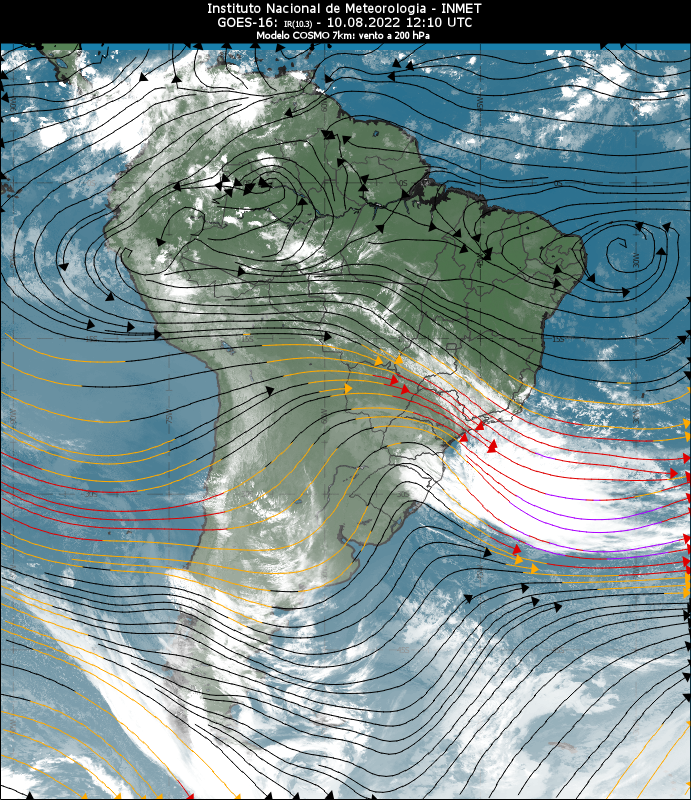 Instituto Nacional de Meteorologia - INMET
GOES-16: IR(10.3) - 10.08.2022 12:10 UTC
Modelo COSMO 7km: vento a 200 hPa